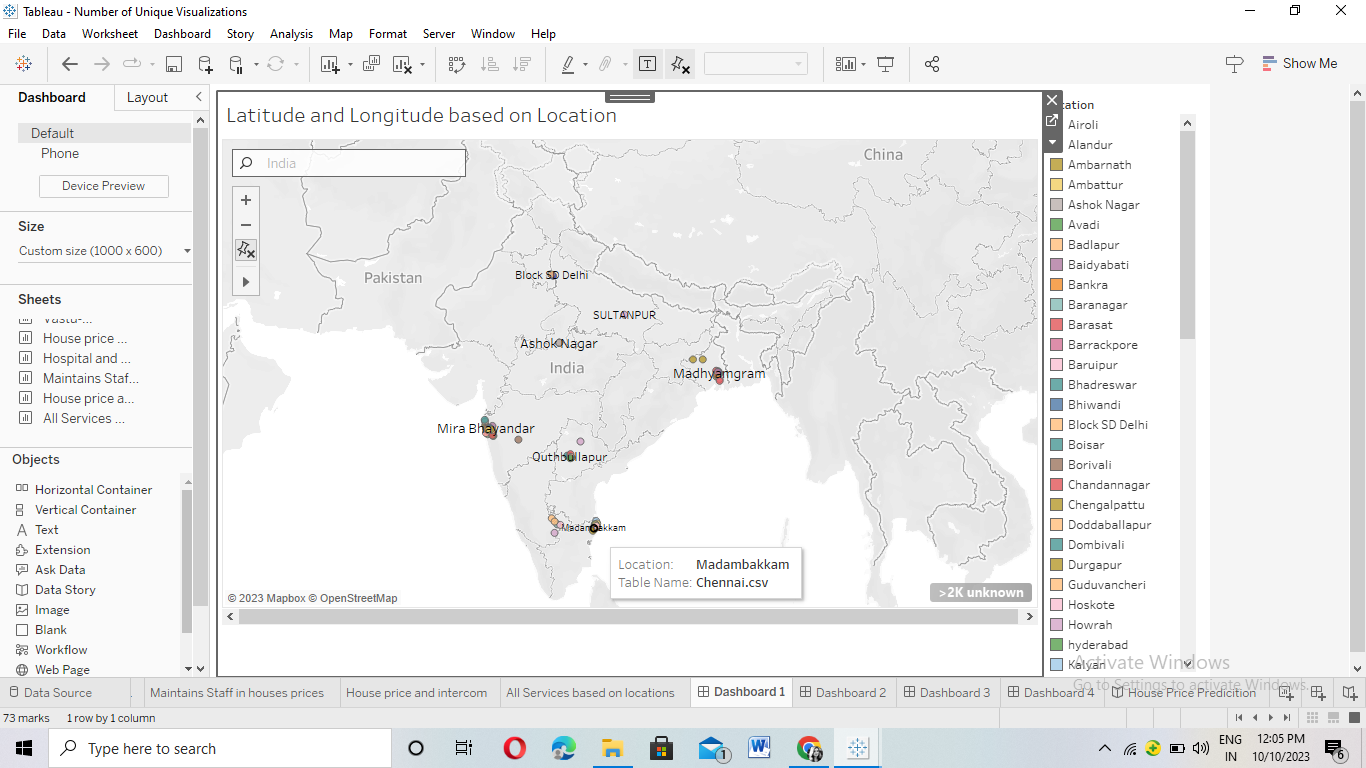 Tableau - Number of Unique Visualizations
File Data Worksheet Dashboard Story Analysis Map Format Server Window Help
Show Me
Dashboard Layout
Default
Phone
Device Preview
Size
Custom size (1000 x 600)
Sheets
House price ...
Hospital and ...
Maintains Staf...
House price a...
All Services ...
Objects
Horizontal Container
Vertical Container
Text
Extension
Ask Data
Data Story
Image
Blank
Workflow
Web Page
Latitude and Longitude based on Location
India
China
Pakistan
Block SD Delhi
SULTANPUR
Ashok Nagar
India
Madhyamgram
Mira Bhayandar
Quthbullapur
Madambakkam
Location: Madambakkam
Table Name: Chennai.csv
>2K unknown
© 2023 Mapbox © OpenStreetMap
cation
Airoli
Alandur
Ambarnath
Ambattur
Ashok Nagar
Avadi
Badlapur
Baidyabati
Bankra
Baranagar
Barasat
Barrackpore
Baruipur
Bhadreswar
Bhiwandi
Block SD Delhi
Boisar
Borivali
Chandannagar
Chengalpattu
Doddaballapur
Dombivali
Durgapur
Guduvancheri
Hoskote
Howrah
hyderabad
Kalyan
Activate Windows
Go to Settings to activate Windows.
Data Source Maintains Staff in houses prices House price and intercom All Services based on locations Dashboard 1 Dashboard 2 Dashboard 3 Dashboard 4 House Price Predicition
73 marks 1 row by 1 column
Type here to search
1
ENG
IN
12:05 PM
10/10/2023
6